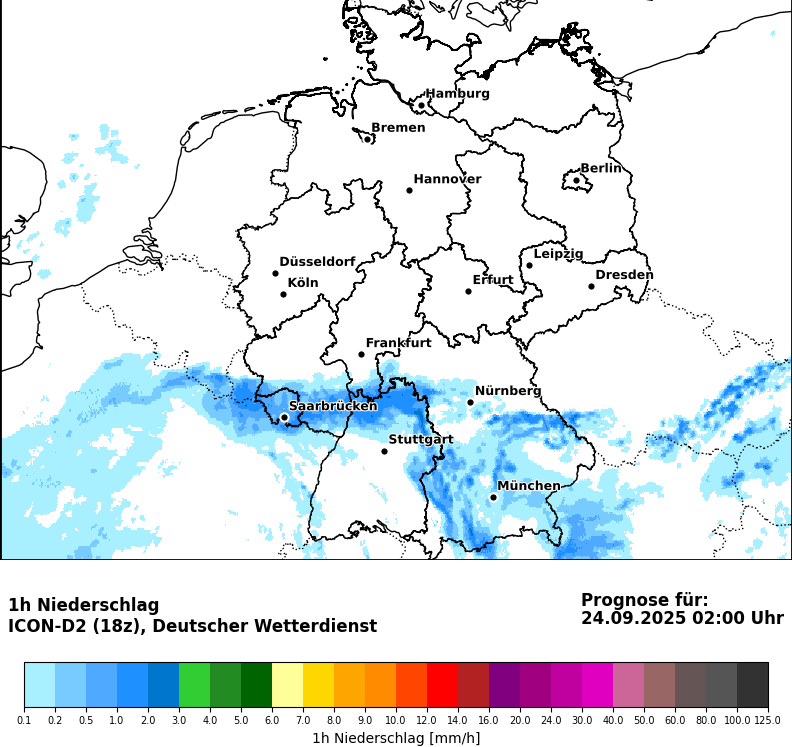 Hamburg
Bremen
Berlin
Hannover
Leipzig
Düsseldorf
Dresden
Köln
Erfurt
Frankfurt
Nürnberg
Saarbrücken
Stuttgart
München
1h Niederschlag
ICON-D2 (18z), Deutscher Wetterdienst
Prognose für:
24.09.2025 02:00 Uhr
0.1 0.2 0.5 1.0 2.0 3.0 4.0 5.0 6.0 7.0 8.0 9.0 10.0 12.0 14.0 16.0 20.0 24.0 30.0 40.0 50.0 60.0 80.0 100.0 125.0
1h Niederschlag [mm/h]